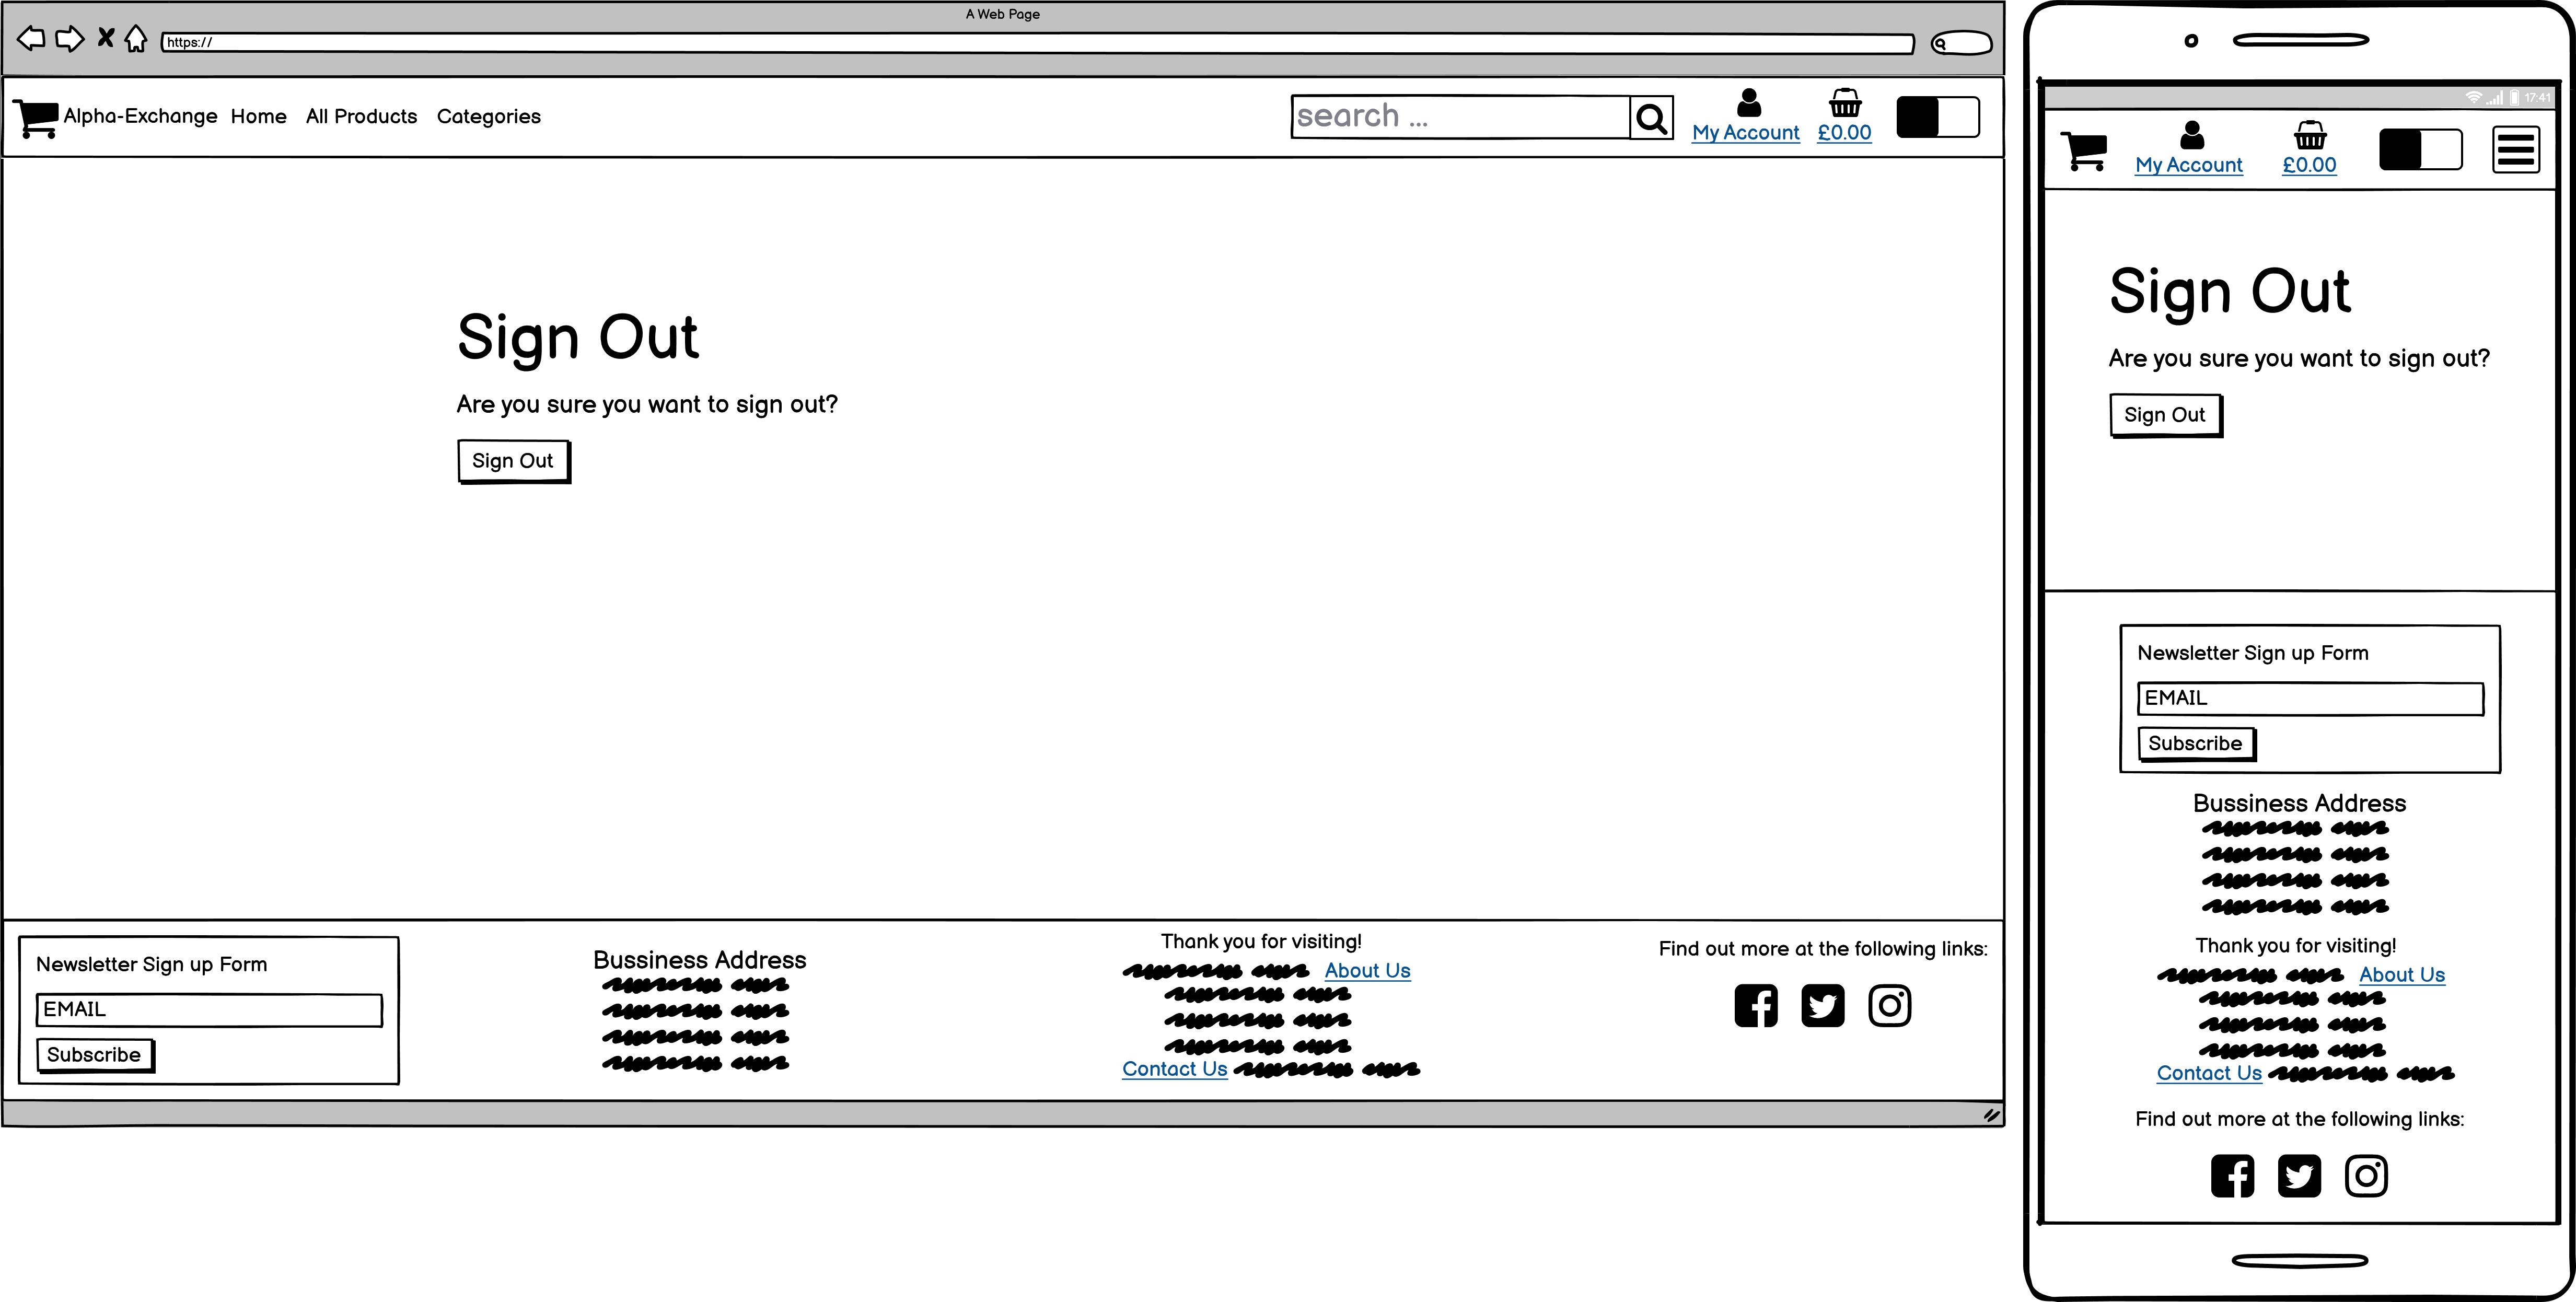 A Web Page
https://
Alpha-Exchange Home All Products Categories search ... My Account £0.00
Sign Out
Are you sure you want to sign out?
Sign Out
Newsletter Sign up Form
EMAIL
Subscribe
Bussiness Address
Thank you for visiting!
About Us
Contact Us
Find out more at the following links:
17:41
My Account £0.00
Sign Out
Are you sure you want to sign out?
Sign Out
Newsletter Sign up Form
EMAIL
Subscribe
Bussiness Address
Thank you for visiting!
About Us
Contact Us
Find out more at the following links: